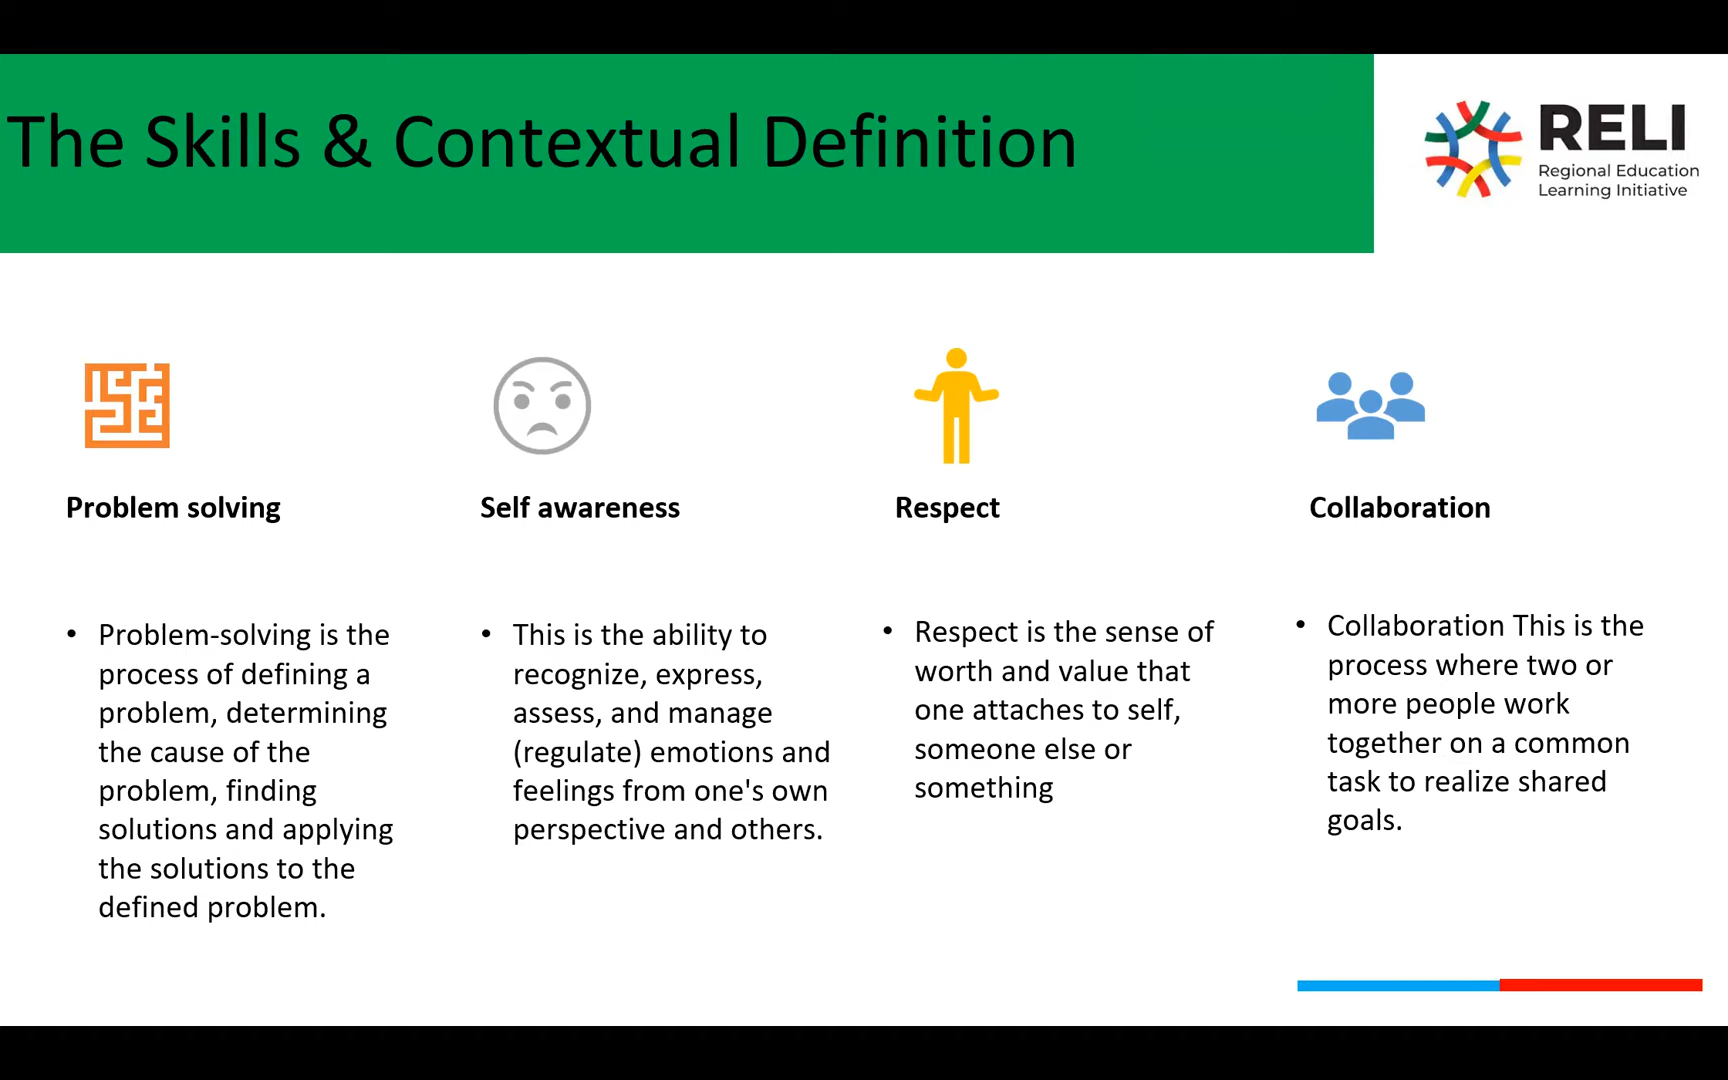 The Skills & Contextual Definition
RELI
Regional Education
Learning Initiative
Problem solving
Self awareness
Respect
Collaboration
• Problem-solving is the
process of defining a
problem, determining
the cause of the
problem, finding
solutions and applying
the solutions to the
defined problem.
• This is the ability to
recognize, express,
assess, and manage
(regulate) emotions and
feelings from one's own
perspective and others.
• Respect is the sense of
worth and value that
one attaches to self,
someone else or
something
• Collaboration This is the
process where two or
more people work
together on a common
task to realize shared
goals.